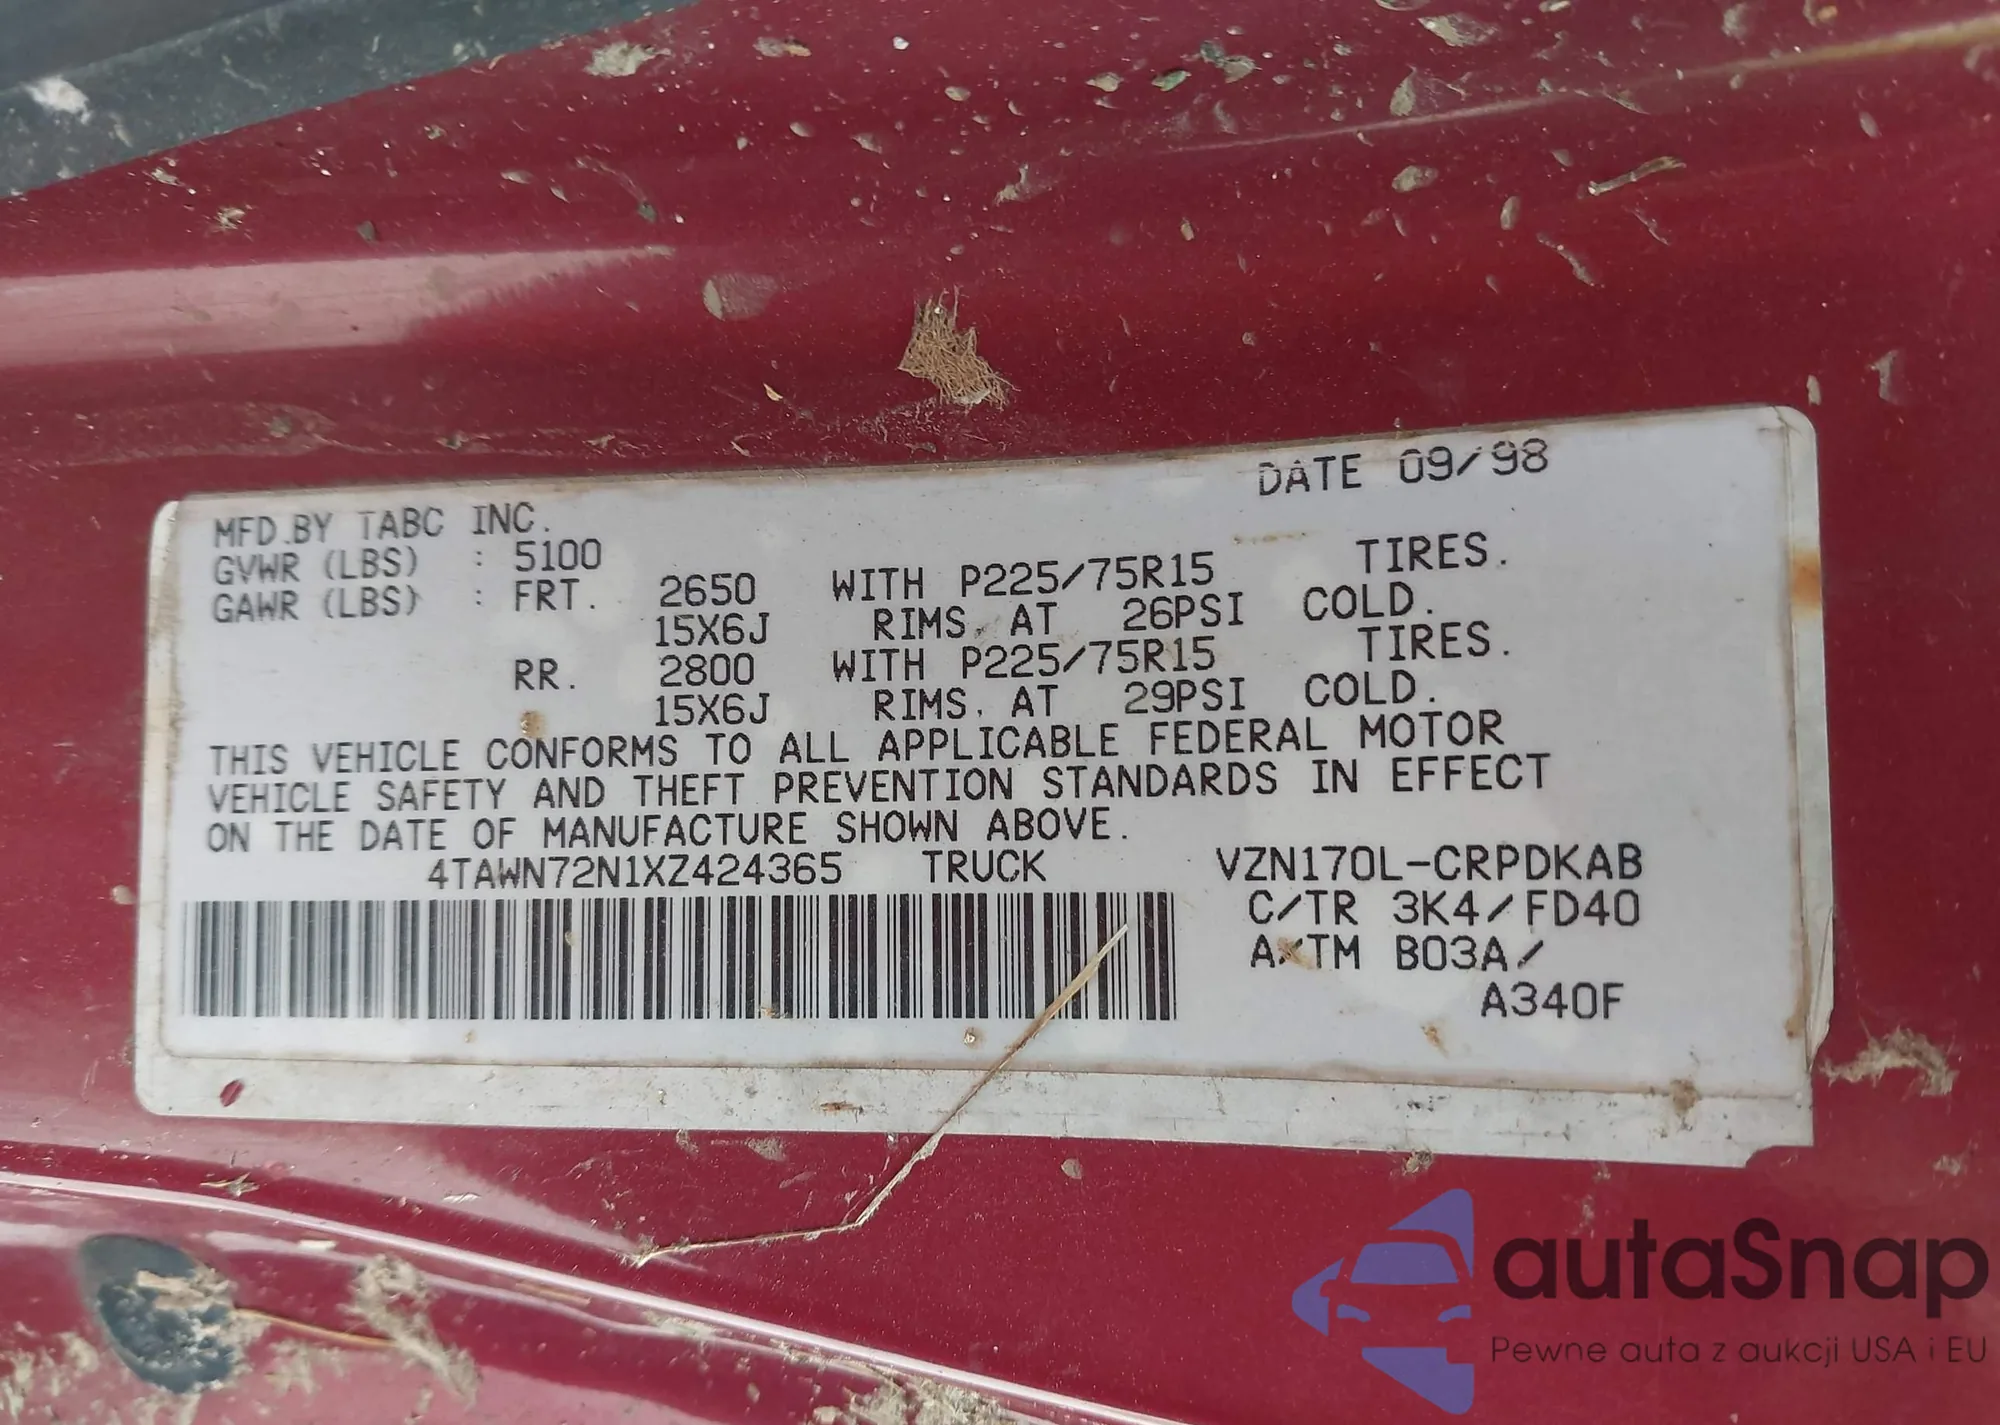 DATE 09/98
MFD.BY TABC INC.
GVWR (LBS) : 5100
GAWR (LBS) : FRT. 2650 WITH P225/75R15 TIRES.
15X6J RIMS, AT 26PSI COLD.
RR. 2800 WITH P225/75R15 TIRES.
15X6J RIMS, AT 29PSI COLD.
THIS VEHICLE CONFORMS TO ALL APPLICABLE FEDERAL MOTOR
VEHICLE SAFETY AND THEFT PREVENTION STANDARDS IN EFFECT
ON THE DATE OF MANUFACTURE SHOWN ABOVE.
4TAWN72N1XZ424365 TRUCK VZN170L-CRPDKAB
C/TR 3K4/FD40
A/TM B03A/
A340F
autaSnap
Pewne auta z aukcji USA i EU